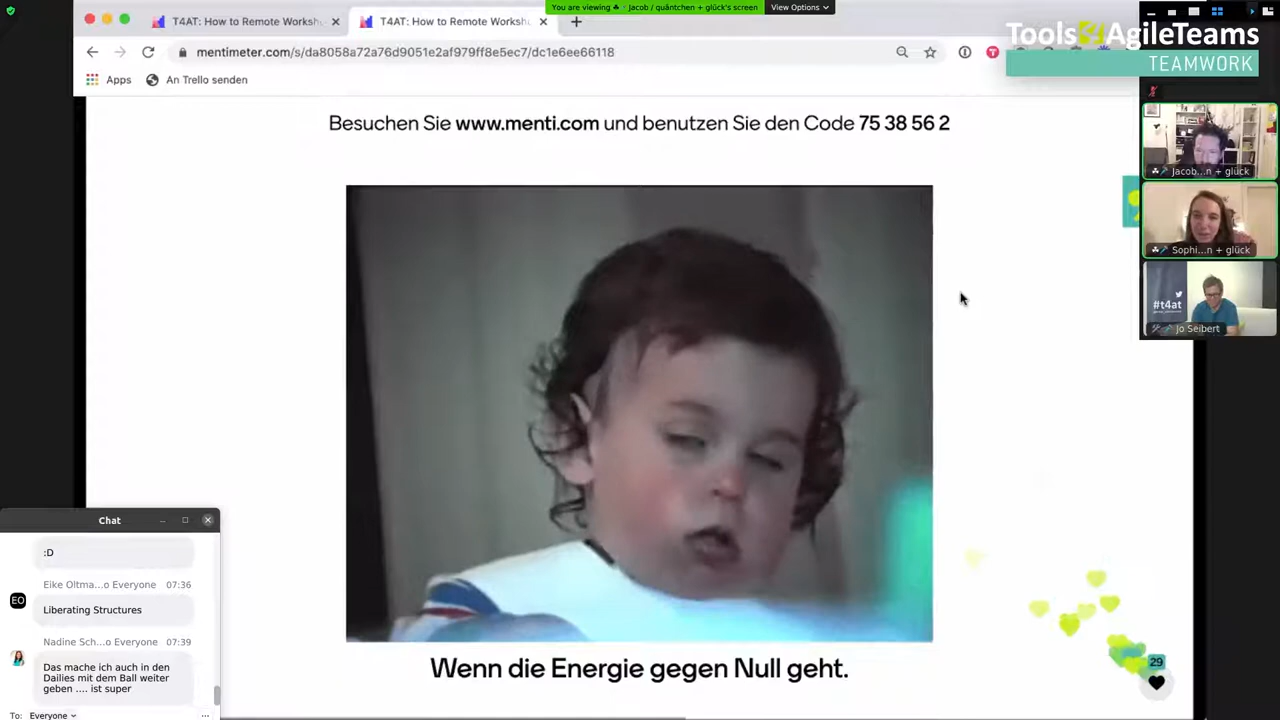 T4AT: How to Remote Worksh
T4AT: How to Remote Worksh
You are viewing
Jacob / quäntchen + glück's screen
View Options
mentimeter.com/s/da8058a72a76d9051e2af979ff8e5ec7/dc1e6ee66118
Apps
An Trello senden
Tools4AgileTeams
TEAMWORK
Besuchen Sie www.menti.com und benutzen Sie den Code 75 38 56 2
Jacob...n + glück
Sophi...n + glück
#t4at
Jo Seibert
Wenn die Energie gegen Null geht.
29
Chat
:D
Eike Oltma...o Everyone 07:36
EO
Liberating Structures
Nadine Sch...o Everyone 07:39
Das mache ich auch in den
Dailies mit dem Ball weiter
geben .... ist super
To: Everyone
...